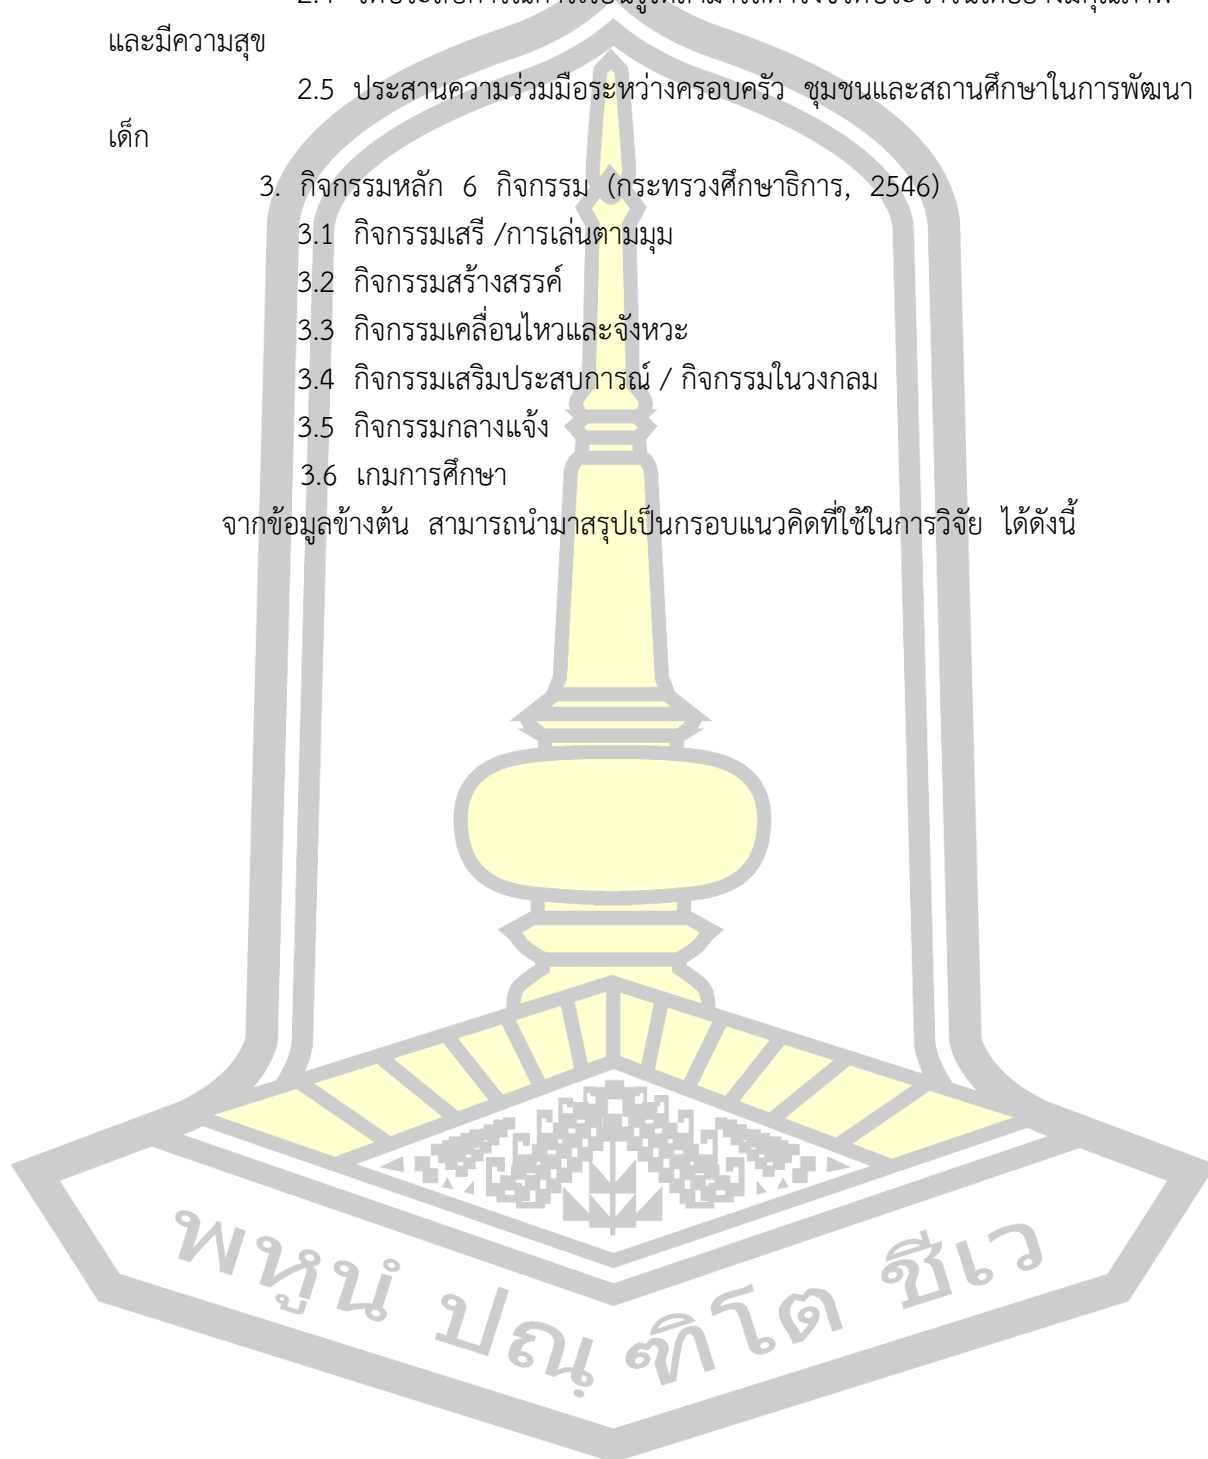 และมีความสุข
2.5 ประสานความร่วมมือระหว่างครอบครัว ชุมชนและสถานศึกษาในการพัฒนา
เด็ก
3. กิจกรรมหลัก 6 กิจกรรม (กระทรวงศึกษาธิการ, 2546)
3.1 กิจกรรมเสรี /การเล่นตามมุม
3.2 กิจกรรมสร้างสรรค์
3.3 กิจกรรมเคลื่อนไหวและจังหวะ
3.4 กิจกรรมเสริมประสบการณ์ / กิจกรรมในวงกลม
3.5 กิจกรรมกลางแจ้ง
3.6 เกมการศึกษา
จากข้อมูลข้างต้น สามารถนำมาสรุปเป็นกรอบแนวคิดที่ใช้ในการวิจัย ได้ดังนี้
พหูนํ ปณฺฑิโต ชีเว